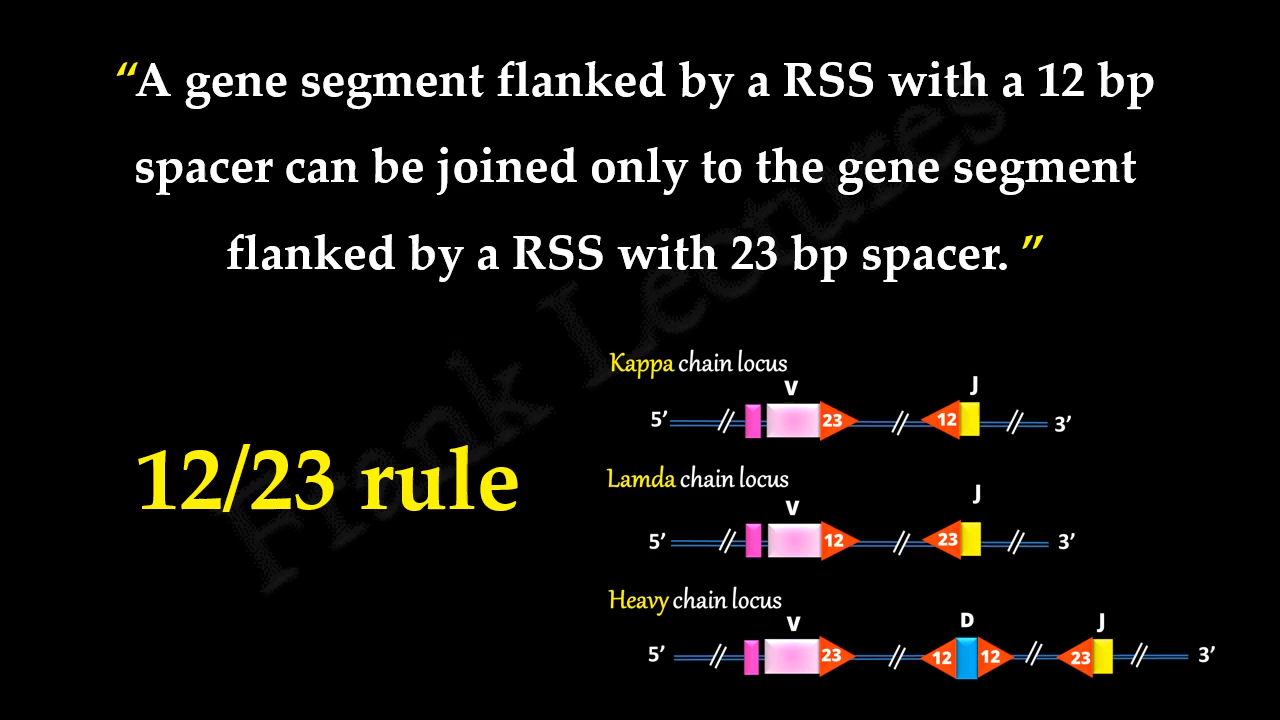 “A gene segment flanked by a RSS with a 12 bp
spacer can be joined only to the gene segment
flanked by a RSS with 23 bp spacer. ”
12/23 rule
Kappa chain locus
V J
5’ 23 12 3’
Lamda chain locus
V J
5’ 12 23 3’
Heavy chain locus
V D J
5’ 23 12 12 23 3’
Frank Lectures